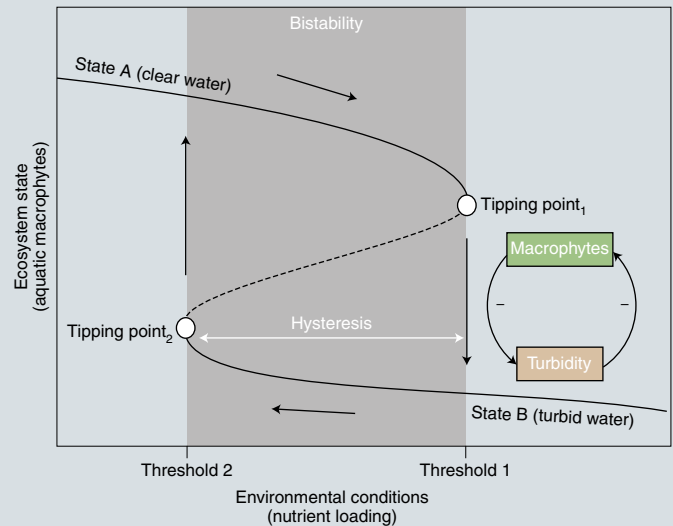 Bistability
State A (clear water)
Tipping point₁
Macrophytes
–
–
Hysteresis
Tipping point₂
Turbidity
State B (turbid water)
Threshold 2
Threshold 1
Environmental conditions
(nutrient loading)
Ecosystem state
(aquatic macrophytes)